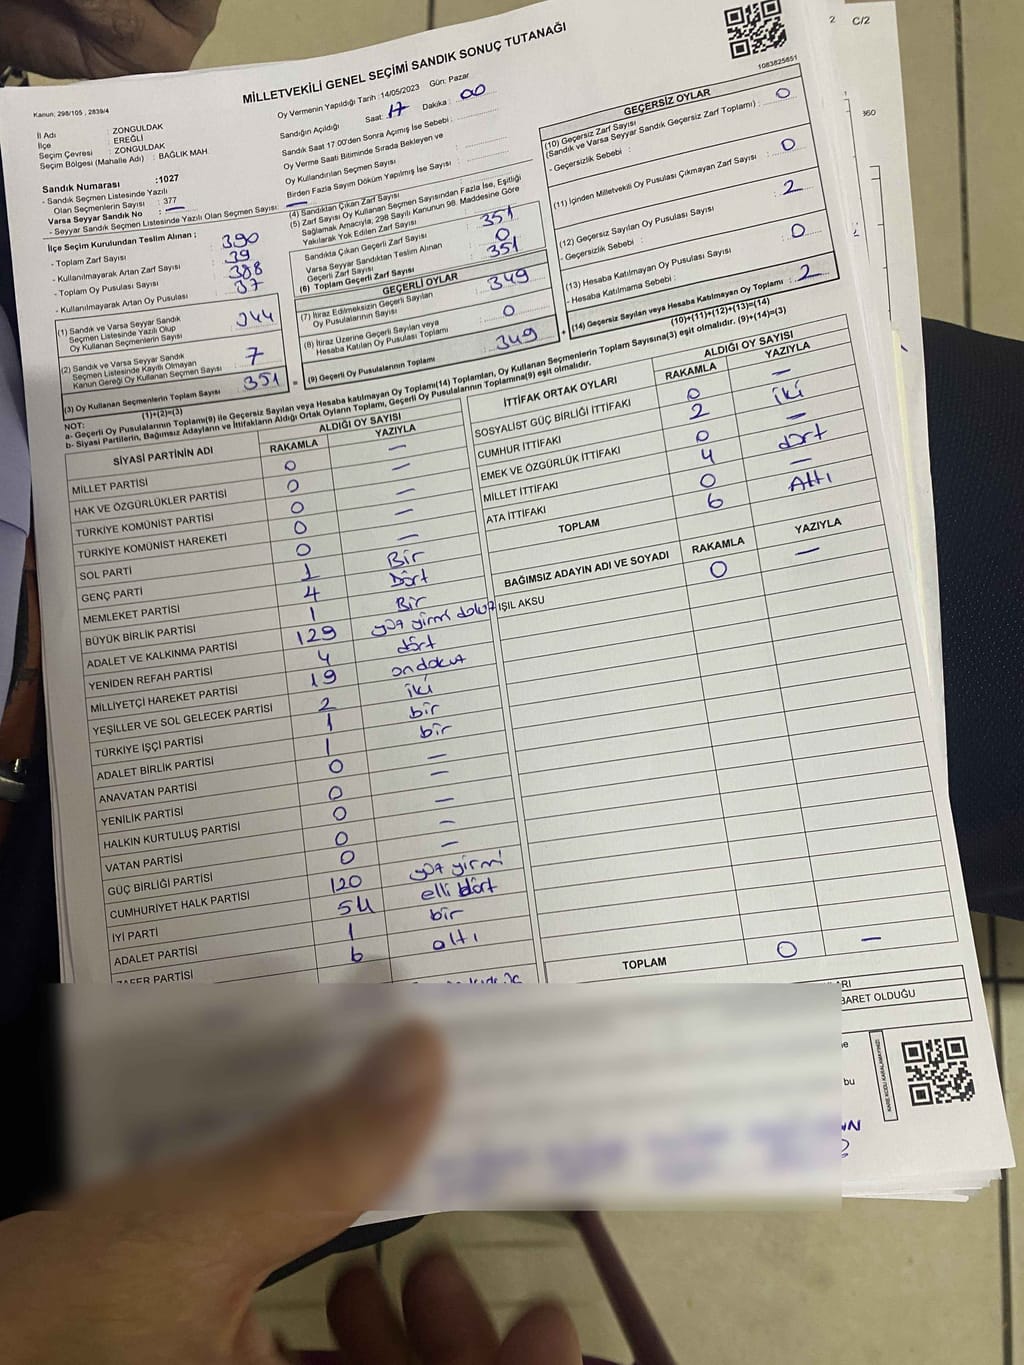 2 C/2
MİLLETVEKİLİ GENEL SEÇİMİ SANDIK SONUÇ TUTANAĞI
1083825651
Kanun: 298/105 , 2839/4
İl Adı : ZONGULDAK
İlçe : EREĞLİ
Seçim Çevresi : ZONGULDAK
Seçim Bölgesi (Mahalle Adı) : BAĞLIK MAH.
Sandık Numarası :1027
- Sandık Seçmen Listesinde Yazılı
Olan Seçmenlerin Sayısı : 377
Varsa Seyyar Sandık No : —
- Seyyar Sandık Seçmen Listesinde Yazılı Olan Seçmen Sayısı: —
Oy Vermenin Yapıldığı Tarih :14/05/2023 Gün: Pazar
Sandığın Açıldığı Saat: 17 Dakika : 00
Sandık Saat 17.00'den Sonra Açılmış İse Sebebi :
Oy Verme Saati Bitiminde Sırada Bekleyen ve
Oy Kullandırılan Seçmen Sayısı :
Birden Fazla Sayım Döküm Yapılmış İse Sayısı :
İlçe Seçim Kurulundan Teslim Alınan :
- Toplam Zarf Sayısı 390
- Kullanılmayarak Artan Zarf Sayısı 39
- Toplam Oy Pusulası Sayısı 388
- Kullanılmayarak Artan Oy Pusulası 37
(1) Sandık ve Varsa Seyyar Sandık
Seçmen Listesinde Yazılı Olup
Oy Kullanan Seçmenlerin Sayısı 344
(2) Sandık ve Varsa Seyyar Sandık
Seçmen Listesinde Kayıtlı Olmayan
Kanun Gereği Oy Kullanan Seçmen Sayısı 7
(3) Oy Kullanan Seçmenlerin Toplam Sayısı 351
(1)+(2)=(3)
(4) Sandıktan Çıkan Zarf Sayısı
(5) Zarf Sayısı Oy Kullanan Seçmen Sayısından Fazla İse, Eşitliği
Sağlamak Amacıyla, 298 Sayılı Kanunun 98. Maddesine Göre
Yakılarak Yok Edilen Zarf Sayısı
Sandıkta Çıkan Geçerli Zarf Sayısı 351
Varsa Seyyar Sandıktan Teslim Alınan
Geçerli Zarf Sayısı 0
(6) Toplam Geçerli Zarf Sayısı 351
GEÇERLİ OYLAR
(7) İtiraz Edilmeksizin Geçerli Sayılan
Oy Pusulalarının Sayısı 349
(8) İtiraz Üzerine Geçerli Sayılan veya
Hesaba Katılan Oy Pusulası Toplamı 0
(9) Geçerli Oy Pusulalarının Toplamı 349
GEÇERSİZ OYLAR
(10) Geçersiz Zarf Sayısı
(Sandık ve Varsa Seyyar Sandık Geçersiz Zarf Toplamı) : 0
- Geçersizlik Sebebi :
(11) İçinden Milletvekili Oy Pusulası Çıkmayan Zarf Sayısı : 0
(12) Geçersiz Sayılan Oy Pusulası Sayısı : 2
- Geçersizlik Sebebi :
(13) Hesaba Katılmayan Oy Pusulası Sayısı : 0
- Hesaba Katılmama Sebebi :
(14) Geçersiz Sayılan veya Hesaba Katılmayan Oy Toplamı : 2
(10)+(11)+(12)+(13)=(14)
NOT:
a- Geçerli Oy Pusulalarının Toplamı(9) ile Geçersiz Sayılan veya Hesaba katılmayan Oy Toplamı(14) Toplamları, Oy Kullanan Seçmenlerin Toplam Sayısına(3) eşit olmalıdır. (9)+(14)=(3)
b- Siyasi Partilerin, Bağımsız Adayların ve İttifakların Aldığı Ortak Oyların Toplamı, Geçerli Oy Pusulalarının Toplamına(9) eşit olmalıdır.
SİYASİ PARTİNİN ADI ALDIĞI OY SAYISI
RAKAMLA YAZIYLA
MİLLET PARTİSİ 0 —
HAK VE ÖZGÜRLÜKLER PARTİSİ 0 —
TÜRKİYE KOMÜNİST PARTİSİ 0 —
TÜRKİYE KOMÜNİST HAREKETİ 0 —
SOL PARTİ 0 —
GENÇ PARTİ 1 Bir
MEMLEKET PARTİSİ 4 Dört
BÜYÜK BİRLİK PARTİSİ 1 Bir
ADALET VE KALKINMA PARTİSİ 129 yüz yirmi dokuz
YENİDEN REFAH PARTİSİ 4 dört
MİLLİYETÇİ HAREKET PARTİSİ 19 ondokuz
YEŞİLLER VE SOL GELECEK PARTİSİ 2 iki
TÜRKİYE İŞÇİ PARTİSİ 1 bir
ADALET BİRLİK PARTİSİ 1 bir
ANAVATAN PARTİSİ 0 —
YENİLİK PARTİSİ 0 —
HALKIN KURTULUŞ PARTİSİ 0 —
VATAN PARTİSİ 0 —
GÜÇ BİRLİĞİ PARTİSİ 0 —
CUMHURİYET HALK PARTİSİ 120 yüz yirmi
İYİ PARTİ 54 elli dört
ADALET PARTİSİ 1 bir
ZAFER PARTİSİ 6 altı
İTTİFAK ORTAK OYLARI ALDIĞI OY SAYISI
RAKAMLA YAZIYLA
SOSYALİST GÜÇ BİRLİĞİ İTTİFAKI 0 —
CUMHUR İTTİFAKI 2 iki
EMEK VE ÖZGÜRLÜK İTTİFAKI 0 —
MİLLET İTTİFAKI 4 dört
ATA İTTİFAKI 0 —
TOPLAM 6 Altı
BAĞIMSIZ ADAYIN ADI VE SOYADI RAKAMLA YAZIYLA
IŞIL AKSU 0 —
TOPLAM 0 —
BARET OLDUĞU
bu